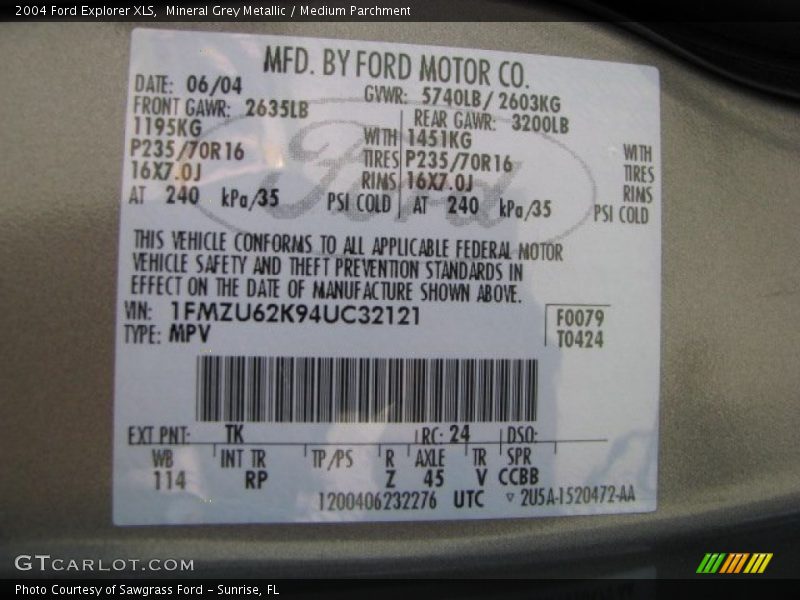 2004 Ford Explorer XLS,  Mineral Grey Metallic / Medium Parchment
MFD. BY FORD MOTOR CO.
DATE: 06/04 GVWR: 5740LB/ 2603KG
FRONT GAWR: 2635LB REAR GAWR: 3200LB
1195KG WITH 1451KG WITH
P235/70R16 TIRES P235/70R16 TIRES
16X7.0J RIMS 16X7.0J RIMS
AT 240 kPa/35 PSI COLD AT 240 kPa/35 PSI COLD
Ford
THIS VEHICLE CONFORMS TO ALL APPLICABLE FEDERAL MOTOR
VEHICLE SAFETY AND THEFT PREVENTION STANDARDS IN
EFFECT ON THE DATE OF MANUFACTURE SHOWN ABOVE.
VIN: 1FMZU62K94UC32121 F0079
TYPE: MPV T0424
EXT PNT: TK RC: 24 DSO:
WB INT TR TP/PS R AXLE TR SPR
114 RP Z 45 V CCBB
1200406232276 UTC ▽ 2U5A-1520472-AA
GTCARLOT.COM
Photo Courtesy of Sawgrass Ford - Sunrise, FL